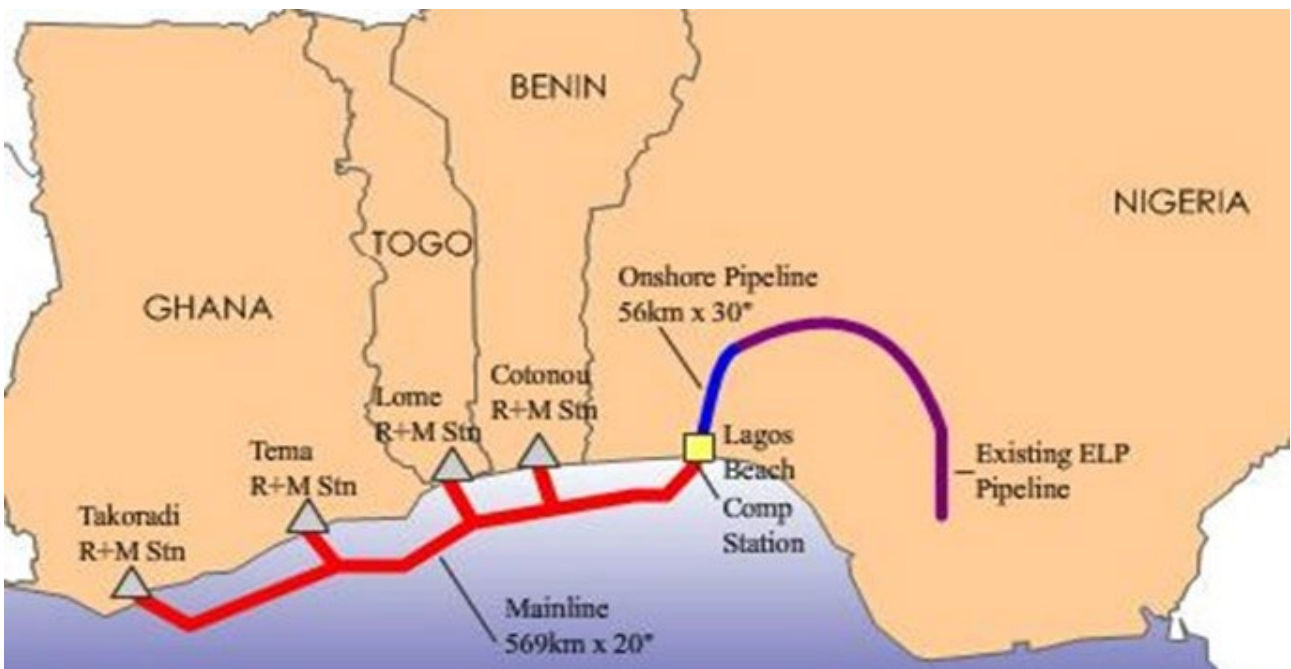 BENIN
NIGERIA
TOGO
GHANA
Onshore Pipeline
56km x 30"
Cotonou
R+M Stn
Lome
R+M Stn
Tema
R+M Stn
Takoradi
R+M Stn
Lagos
Beach
Comp
Station
Existing ELP
Pipeline
Mainline
569km x 20"